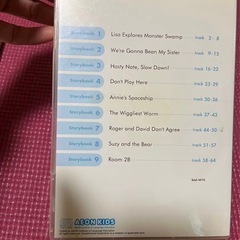 Storybook 1 Lisa Explores Monster Swamp track 2 - 8
Storybook 2 We're Gonna Bean My Sister track 9-15
Storybook 3 Hasty Nate, Slow Down! track 16-23
Storybook 4 Don't Play Here track 23-29
Storybook 5 Annie's Spaceship track 30-36
Storybook 6 The Wiggliest Worm track 37-43
Storybook 7 Roger and David Don't Agree track 44-50
Storybook 8 Suzy and the Bear track 51-57
Storybook 9 Room 2B track 58-64
AEON KIDS